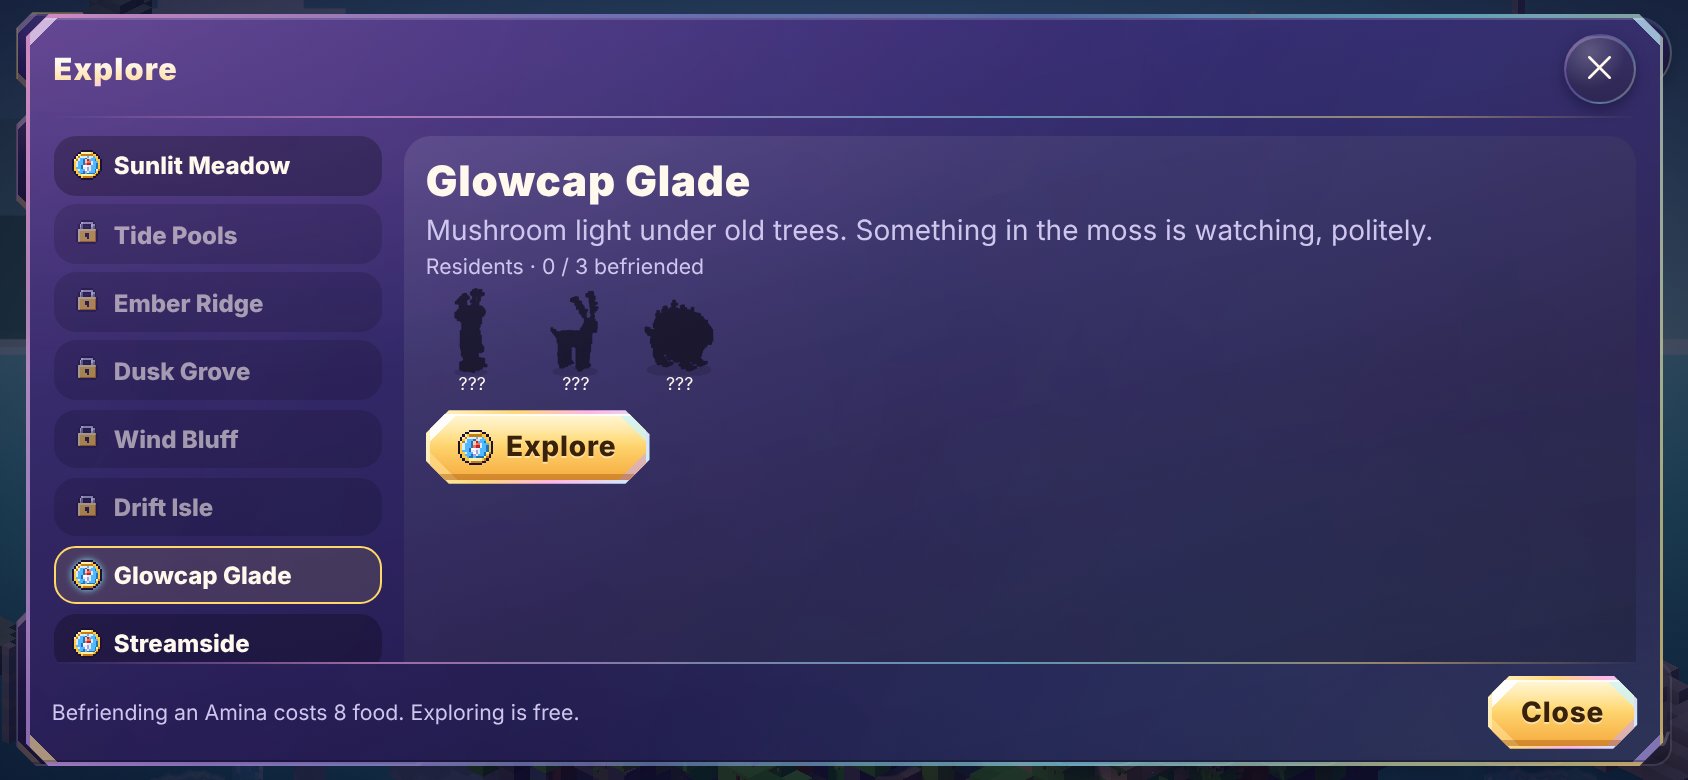 Explore
Sunlit Meadow
Tide Pools
Ember Ridge
Dusk Grove
Wind Bluff
Drift Isle
Glowcap Glade
Streamside
Glowcap Glade
Mushroom light under old trees. Something in the moss is watching, politely.
Residents · 0 / 3 befriended
??? ??? ???
Explore
Befriending an Amina costs 8 food. Exploring is free.
Close